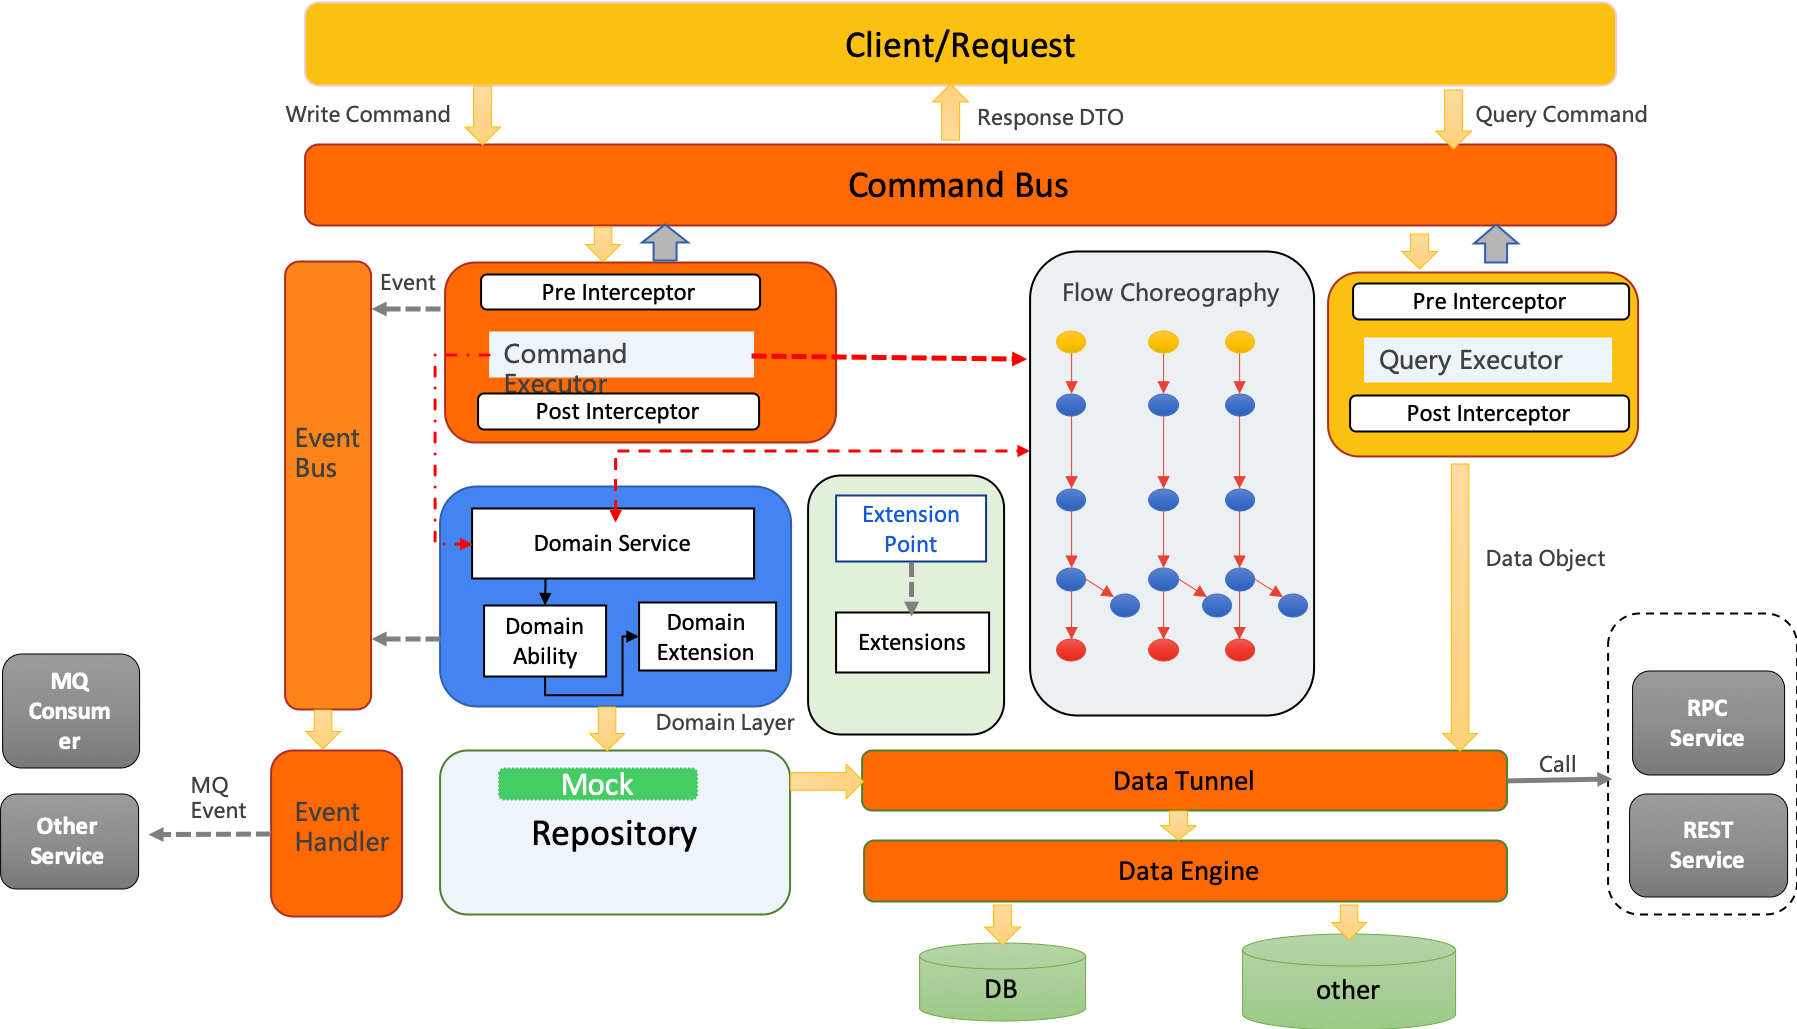 Client/Request
Write Command
Response DTO
Query Command
Command Bus
Event
Pre Interceptor
Command
Executor
Post Interceptor
Flow Choreography
Pre Interceptor
Query Executor
Post Interceptor
Event
Bus
Domain Service
Domain
Ability
Domain
Extension
Extension
Point
Extensions
Data Object
Domain Layer
MQ
Consum
er
Other
Service
MQ
Event
Event
Handler
Mock
Repository
Data Tunnel
Call
Data Engine
RPC
Service
REST
Service
DB
other